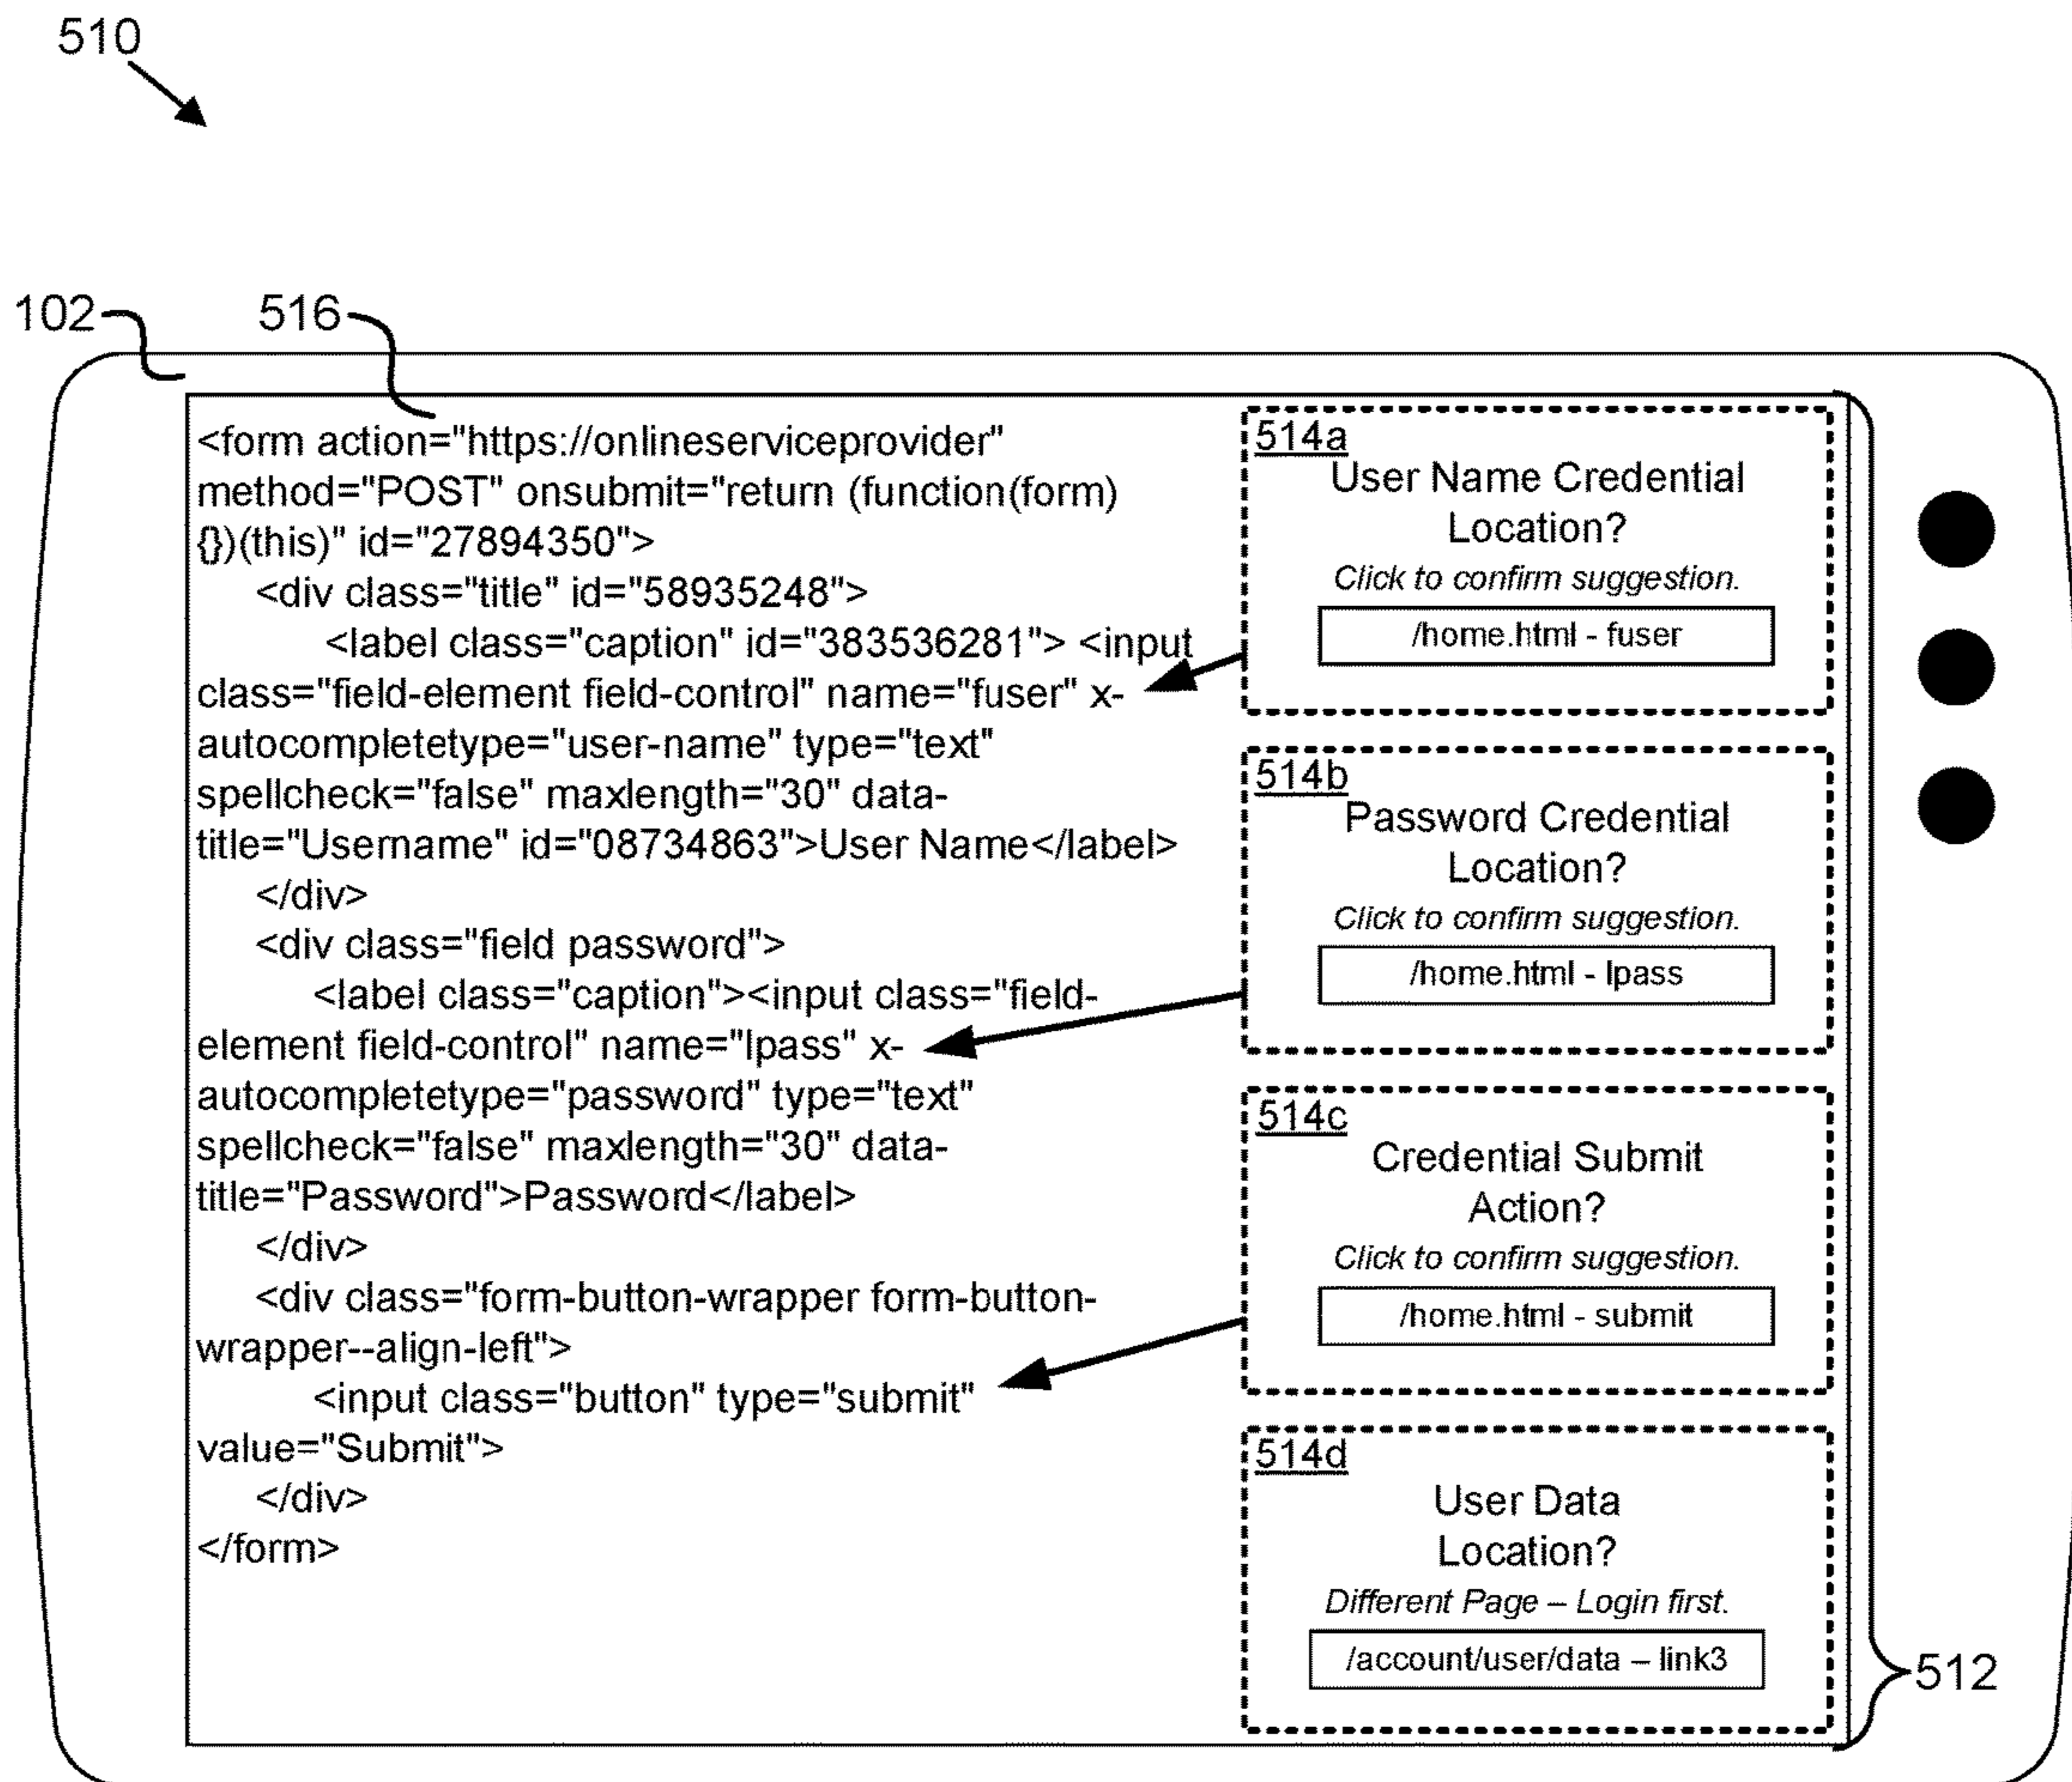 510
102
516
<form action="https://onlineserviceprovider"
method="POST" onsubmit="return (function(form)
{})(this)" id="27894350">
<div class="title" id="58935248">
<label class="caption" id="383536281"> <input
class="field-element field-control" name="fuser" x-
autocompletetype="user-name" type="text"
spellcheck="false" maxlength="30" data-
title="Username" id="08734863">User Name</label>
</div>
<div class="field password">
<label class="caption"><input class="field-
element field-control" name="lpass" x-
autocompletetype="password" type="text"
spellcheck="false" maxlength="30" data-
title="Password">Password</label>
</div>
<div class="form-button-wrapper form-button-
wrapper--align-left">
<input class="button" type="submit"
value="Submit">
</div>
</form>
514a
User Name Credential
Location?
Click to confirm suggestion.
/home.html - fuser
514b
Password Credential
Location?
Click to confirm suggestion.
/home.html - lpass
514c
Credential Submit
Action?
Click to confirm suggestion.
/home.html - submit
514d
User Data
Location?
Different Page – Login first.
/account/user/data – link3
512